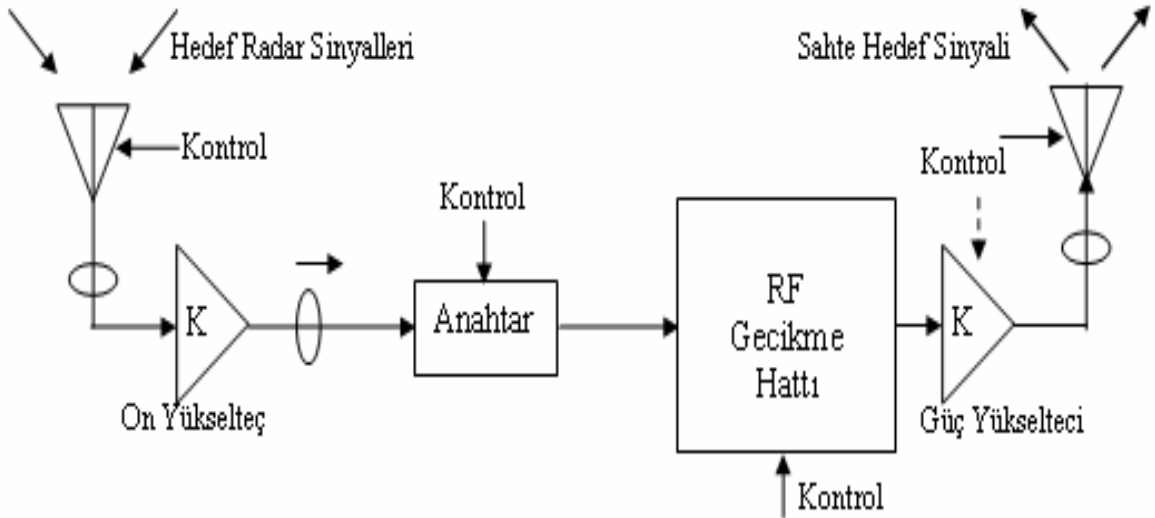 Hedef Radar Sinyalleri
Sahte Hedef Sinyali
Kontrol
Kontrol
Kontrol
K
Anahtar
RF
Gecikme
Hattı
K
On Yükselteç
Güç Yükselteci
Kontrol